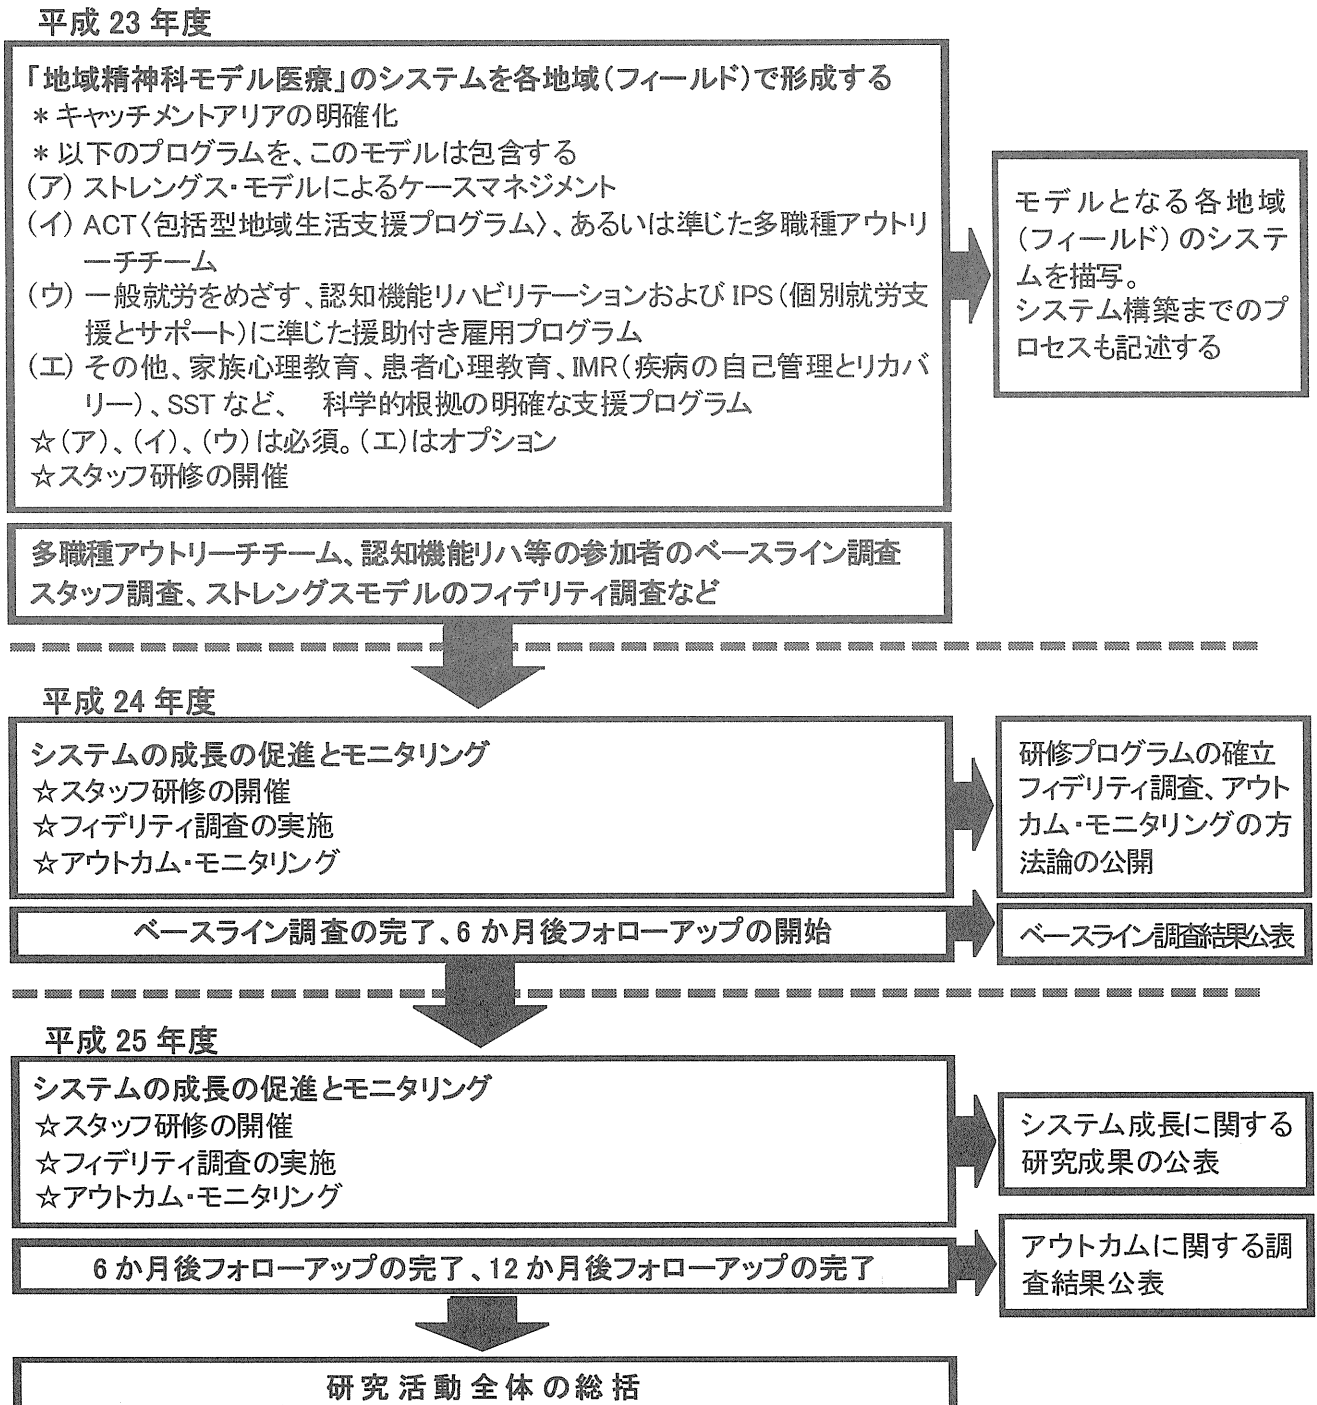 平成 23 年度
「地域精神科モデル医療」のシステムを各地域（フィールド）で形成する
＊キャッチメントアリアの明確化
＊以下のプログラムを、このモデルは包含する
（ア）ストレングス・モデルによるケースマネジメント
（イ）ACT〈包括型地域生活支援プログラム〉、あるいは準じた多職種アウトリ
ーチチーム
（ウ）一般就労をめざす、認知機能リハビリテーションおよび IPS（個別就労支
援とサポート）に準じた援助付き雇用プログラム
（エ）その他、家族心理教育、患者心理教育、IMR（疾病の自己管理とリカバ
リー）、SST など、　科学的根拠の明確な支援プログラム
☆（ア）、（イ）、（ウ）は必須。（エ）はオプション
☆スタッフ研修の開催
モデルとなる各地域
（フィールド）のシステ
ムを描写。
システム構築までのプ
ロセスも記述する
多職種アウトリーチチーム、認知機能リハ等の参加者のベースライン調査
スタッフ調査、ストレングスモデルのフィデリティ調査など
平成 24 年度
システムの成長の促進とモニタリング
☆スタッフ研修の開催
☆フィデリティ調査の実施
☆アウトカム・モニタリング
研修プログラムの確立
フィデリティ調査、アウト
カム・モニタリングの方
法論の公開
ベースライン調査の完了、6 か月後フォローアップの開始
ベースライン調査結果公表
平成 25 年度
システムの成長の促進とモニタリング
☆スタッフ研修の開催
☆フィデリティ調査の実施
☆アウトカム・モニタリング
システム成長に関する
研究成果の公表
6 か月後フォローアップの完了、12 か月後フォローアップの完了
アウトカムに関する調
査結果公表
研究活動全体の総括